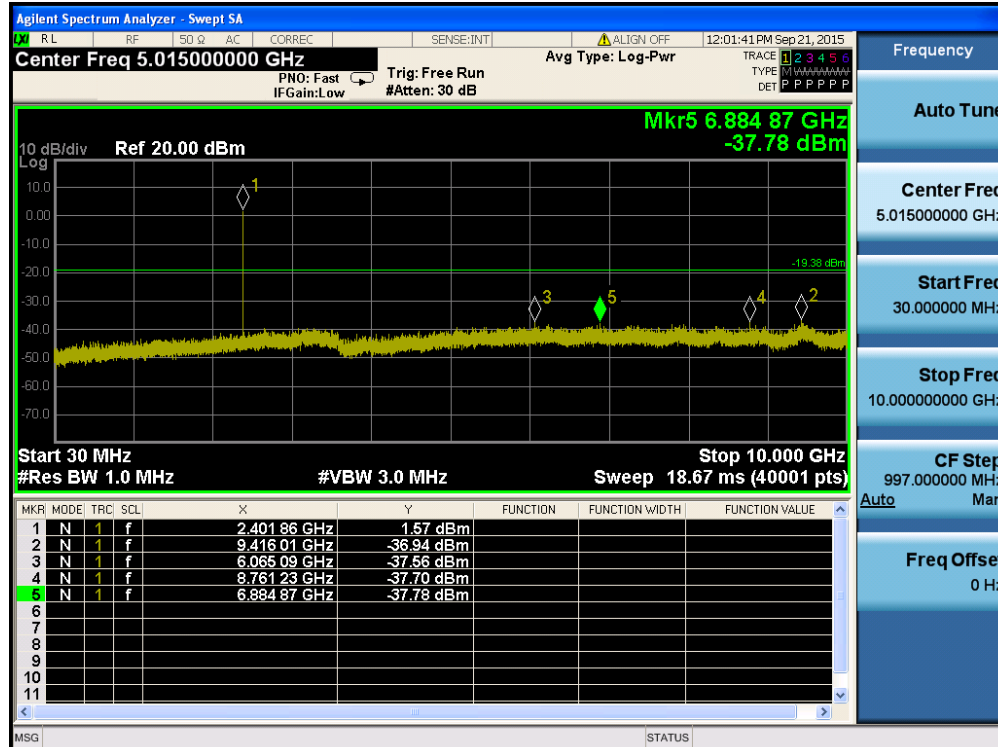 Agilent Spectrum Analyzer - Swept SA
LXI RL RF 50 Ω AC CORREC SENSE:INT ALIGN OFF 12:01:41 PM Sep 21, 2015
Center Freq 5.015000000 GHz
PNO: Fast
IFGain:Low
Trig: Free Run
#Atten: 30 dB
Avg Type: Log-Pwr
TRACE 1 2 3 4 5 6
TYPE M
DET P P P P P P
Mkr5 6.884 87 GHz
-37.78 dBm
10 dB/div Ref 20.00 dBm
Log
10.0
0.00
-10.0
-20.0
-30.0
-40.0
-50.0
-60.0
-70.0
-19.38 dBm
1
3
5
4
2
Start 30 MHz Stop 10.000 GHz
#Res BW 1.0 MHz #VBW 3.0 MHz Sweep 18.67 ms (40001 pts)
MKR MODE TRC SCL X Y FUNCTION FUNCTION WIDTH FUNCTION VALUE
1 N 1 f 2.401 86 GHz 1.57 dBm
2 N 1 f 9.416 01 GHz -36.94 dBm
3 N 1 f 6.065 09 GHz -37.56 dBm
4 N 1 f 8.761 23 GHz -37.70 dBm
5 N 1 f 6.884 87 GHz -37.78 dBm
6
7
8
9
10
11
MSG STATUS
Frequency
Auto Tune
Center Freq
5.015000000 GHz
Start Freq
30.000000 MHz
Stop Freq
10.000000000 GHz
CF Step
997.000000 MHz
Auto Man
Freq Offset
0 Hz